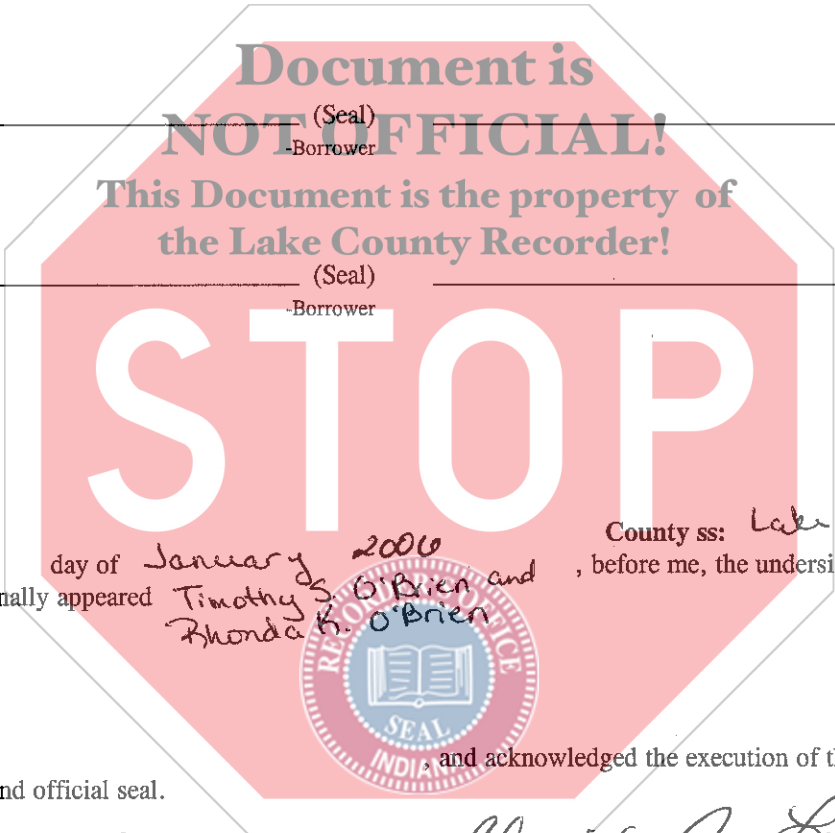 Document is
(Seal)
NOT OFFICIAL!
-Borrower
This Document is the property of
the Lake County Recorder!
(Seal)
-Borrower
STOP
County ss: Lake
day of January 2006 , before me, the undersi
nally appeared Timothy S. O'Brien and
Rhonda K. O'Brien
RECORDER'S OFFICE
SEAL
INDIANA
, and acknowledged the execution of th
nd official seal.